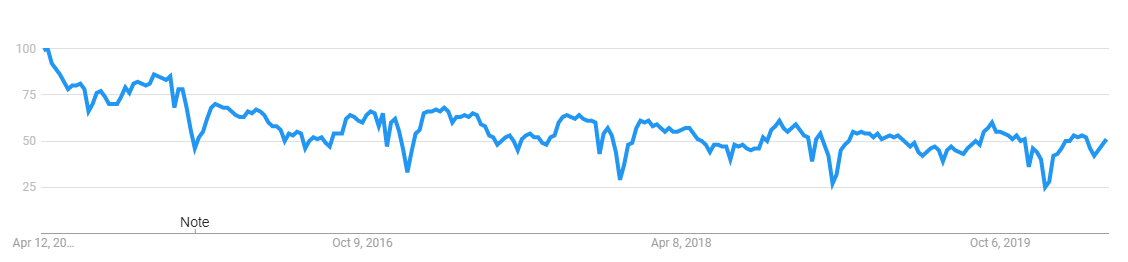 100
75
50
25
Note
Apr 12, 20...
Oct 9, 2016
Apr 8, 2018
Oct 6, 2019